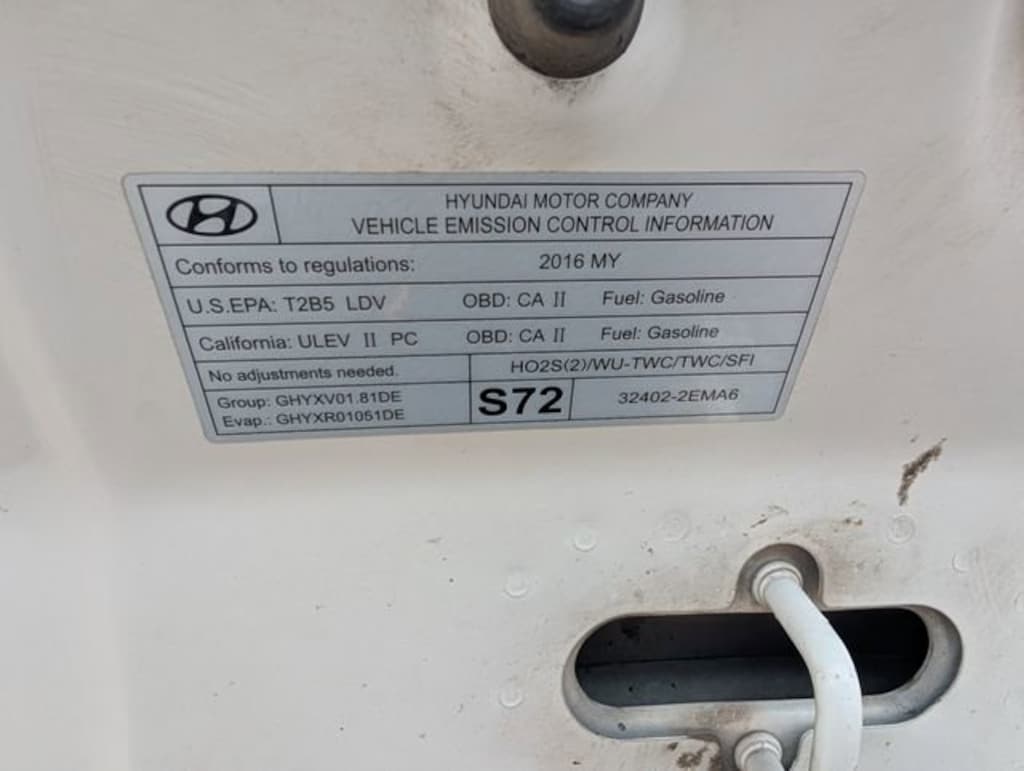 HYUNDAI MOTOR COMPANY
VEHICLE EMISSION CONTROL INFORMATION
Conforms to regulations: 2016 MY
U.S.EPA: T2B5 LDV OBD: CA II Fuel: Gasoline
California: ULEV II PC OBD: CA II Fuel: Gasoline
No adjustments needed. HO2S(2)/WU-TWC/TWC/SFI
Group: GHYXV01.81DE
Evap.: GHYXR01051DE
S72
32402-2EMA6